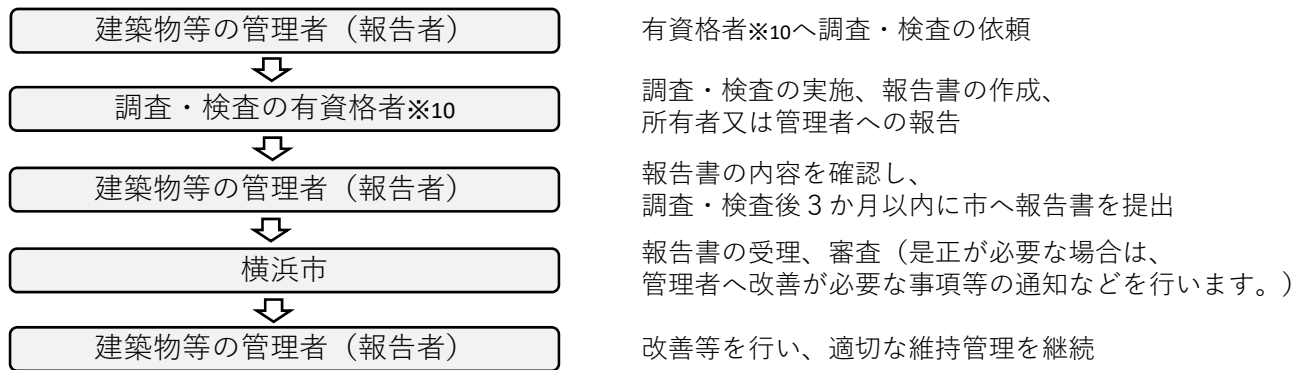 建築物等の管理者（報告者）
有資格者※10へ調査・検査の依頼
調査・検査の有資格者※10
調査・検査の実施、報告書の作成、
所有者又は管理者への報告
建築物等の管理者（報告者）
報告書の内容を確認し、
調査・検査後３か月以内に市へ報告書を提出
横浜市
報告書の受理、審査（是正が必要な場合は、
管理者へ改善が必要な事項等の通知などを行います。）
建築物等の管理者（報告者）
改善等を行い、適切な維持管理を継続